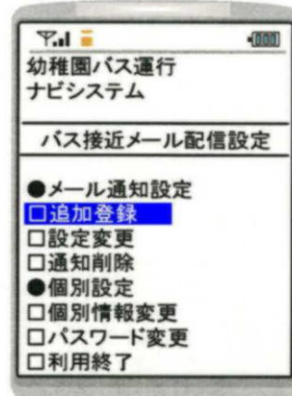 幼稚園バス運行
ナビシステム
バス接近メール配信設定
●メール通知設定
□追加登録
□設定変更
□通知削除
●個別設定
□個別情報変更
□パスワード変更
□利用終了